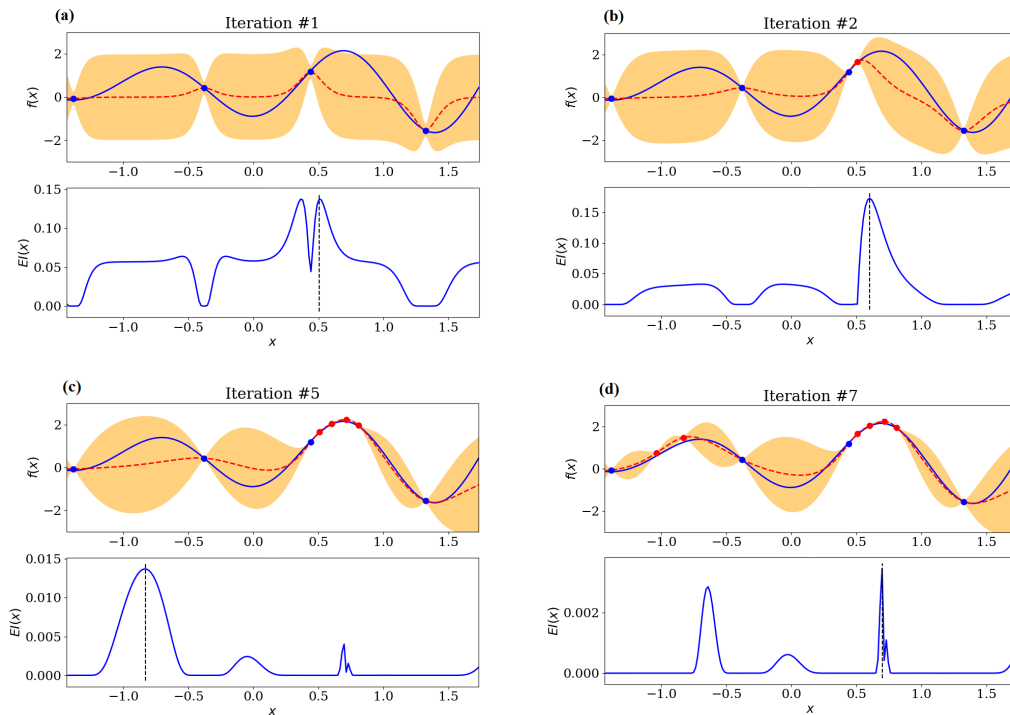 (a)
Iteration #1
f(x)
2
0
−2
−1.0 −0.5 0.0 0.5 1.0 1.5
EI(x)
0.15
0.10
0.05
0.00
−1.0 −0.5 0.0 0.5 1.0 1.5
x
(b)
Iteration #2
f(x)
2
0
−2
−1.0 −0.5 0.0 0.5 1.0 1.5
EI(x)
0.15
0.10
0.05
0.00
−1.0 −0.5 0.0 0.5 1.0 1.5
x
(c)
Iteration #5
f(x)
2
0
−2
−1.0 −0.5 0.0 0.5 1.0 1.5
EI(x)
0.015
0.010
0.005
0.000
−1.0 −0.5 0.0 0.5 1.0 1.5
x
(d)
Iteration #7
f(x)
2
0
−2
−1.0 −0.5 0.0 0.5 1.0 1.5
EI(x)
0.002
0.000
−1.0 −0.5 0.0 0.5 1.0 1.5
x